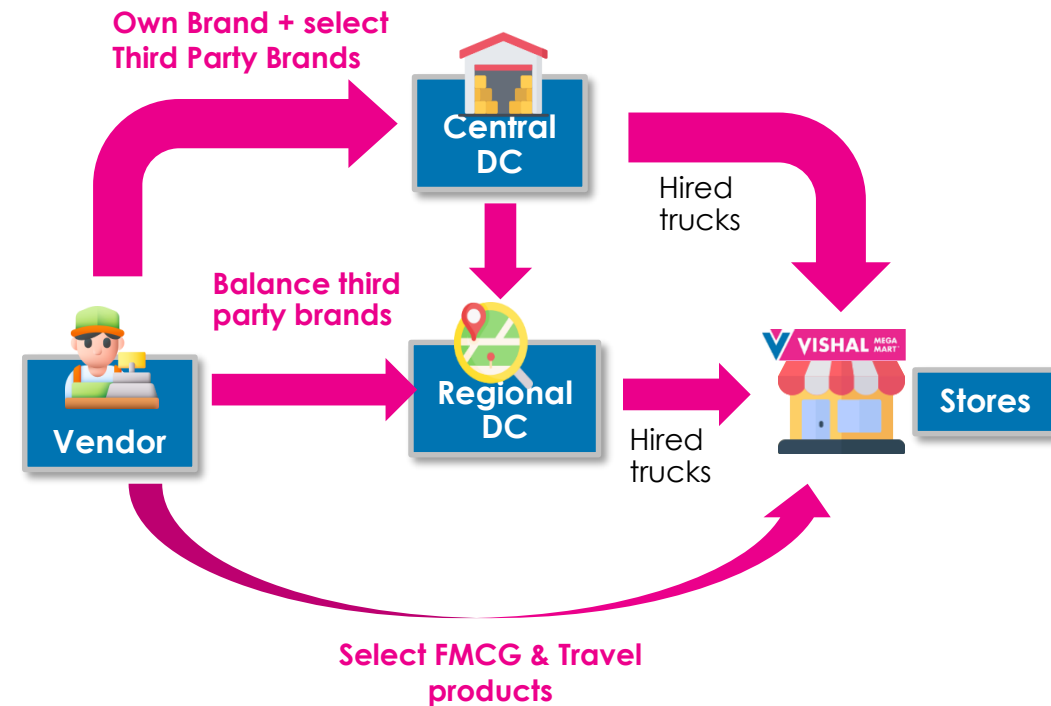 Own Brand + select
Third Party Brands
Central
DC
Hired
trucks
Balance third
party brands
VISHAL MEGA MART
Regional
DC
Stores
Vendor
Hired
trucks
Select FMCG & Travel
products